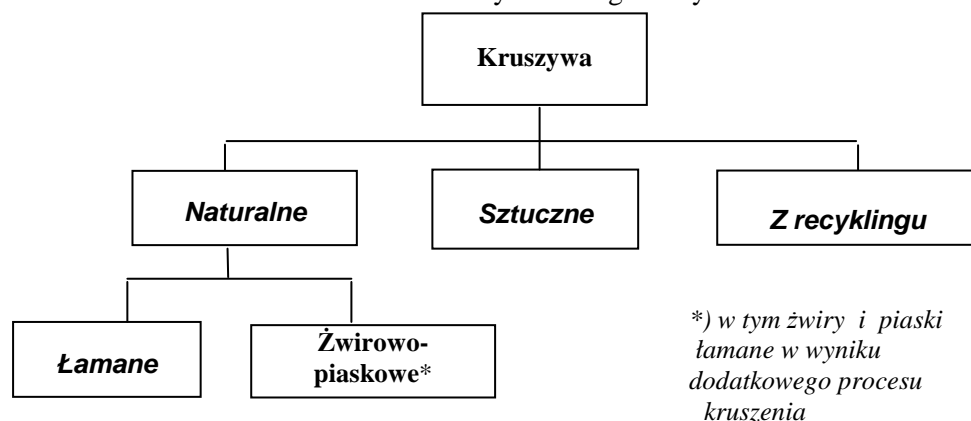 Kruszywa
Naturalne
Sztuczne
Z recyklingu
Łamane
Żwirowo-
piaskowe*
*) w tym żwiry i piaski
łamane w wyniku
dodatkowego procesu
kruszenia